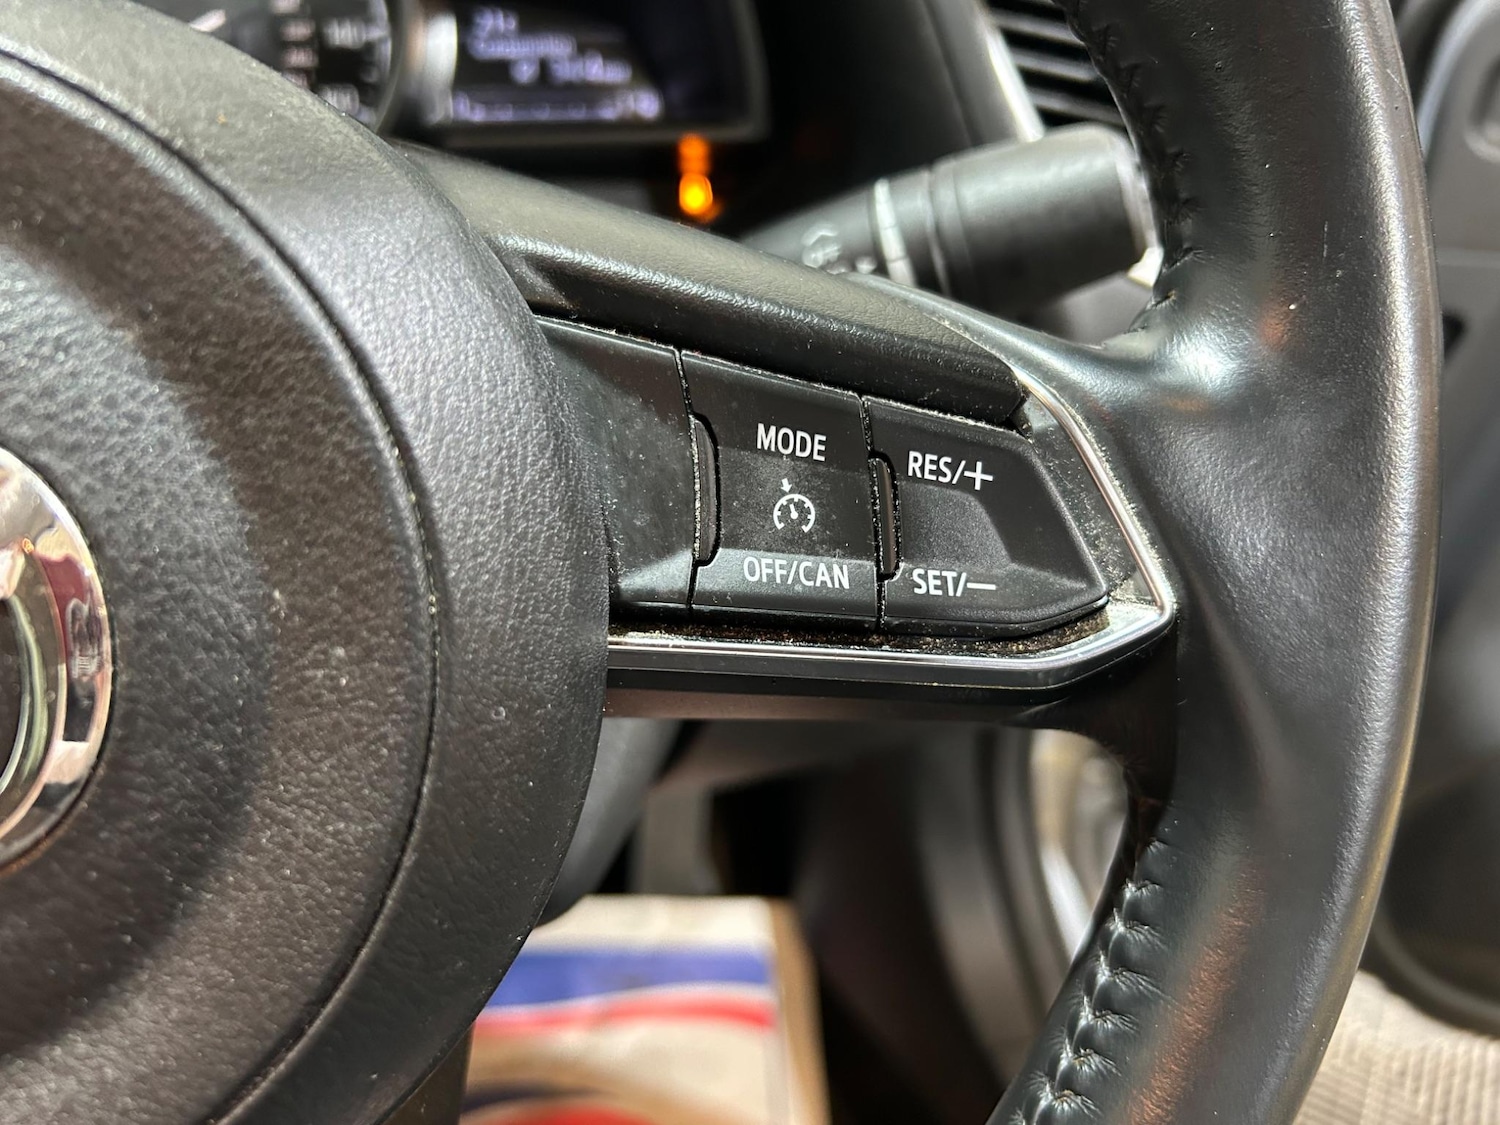 MODE
OFF/CAN
RES/+
SET/—